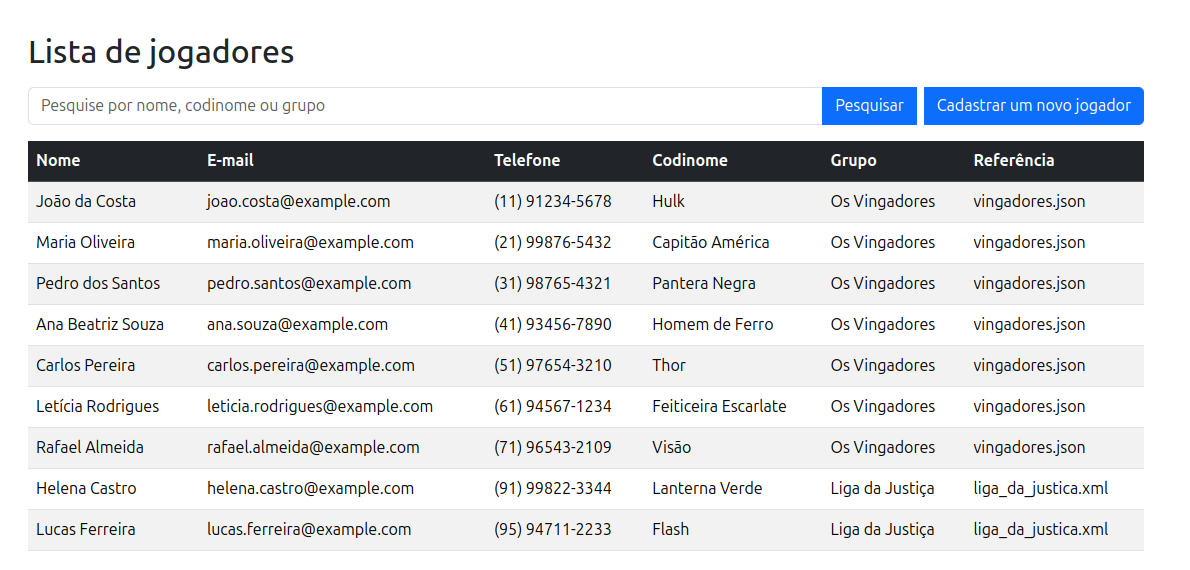 Lista de jogadores
Pesquise por nome, codinome ou grupo Pesquisar Cadastrar um novo jogador
Nome E-mail Telefone Codinome Grupo Referência
João da Costa joao.costa@example.com (11) 91234-5678 Hulk Os Vingadores vingadores.json
Maria Oliveira maria.oliveira@example.com (21) 99876-5432 Capitão América Os Vingadores vingadores.json
Pedro dos Santos pedro.santos@example.com (31) 98765-4321 Pantera Negra Os Vingadores vingadores.json
Ana Beatriz Souza ana.souza@example.com (41) 93456-7890 Homem de Ferro Os Vingadores vingadores.json
Carlos Pereira carlos.pereira@example.com (51) 97654-3210 Thor Os Vingadores vingadores.json
Letícia Rodrigues leticia.rodrigues@example.com (61) 94567-1234 Feiticeira Escarlate Os Vingadores vingadores.json
Rafael Almeida rafael.almeida@example.com (71) 96543-2109 Visão Os Vingadores vingadores.json
Helena Castro helena.castro@example.com (91) 99822-3344 Lanterna Verde Liga da Justiça liga_da_justica.xml
Lucas Ferreira lucas.ferreira@example.com (95) 94711-2233 Flash Liga da Justiça liga_da_justica.xml